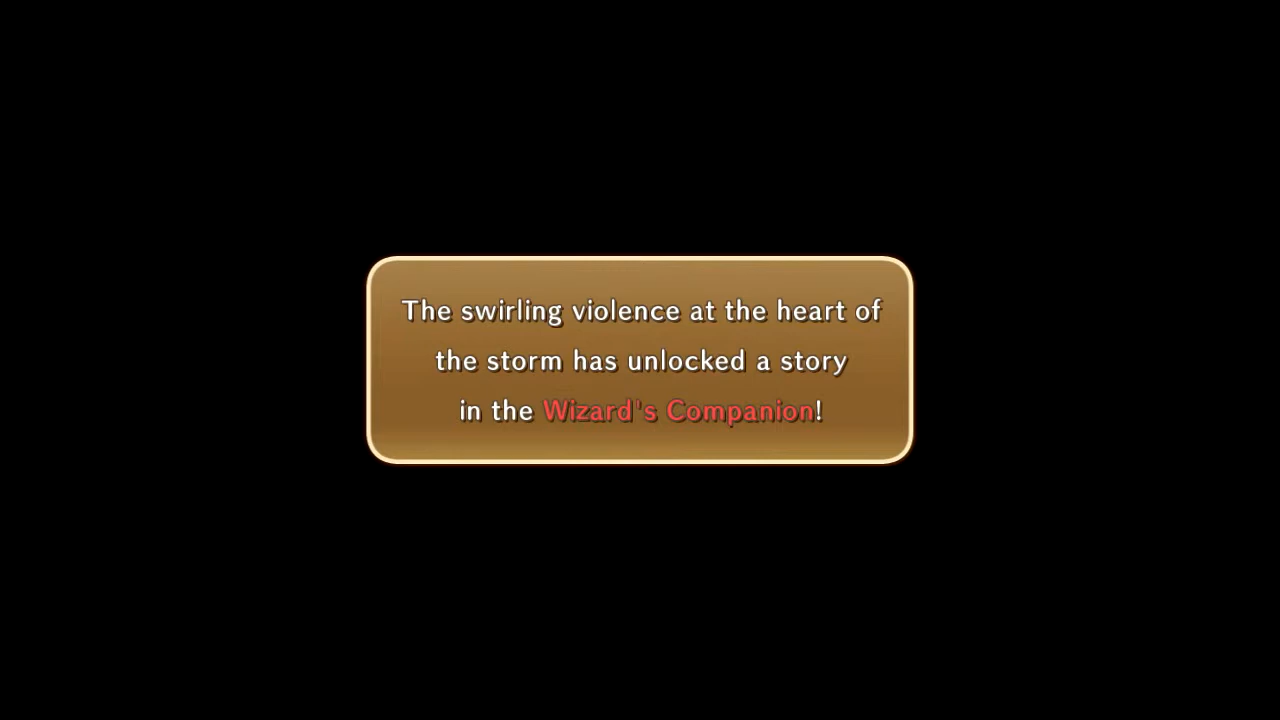 The swirling violence at the heart of
the storm has unlocked a story
in the Wizard's Companion!